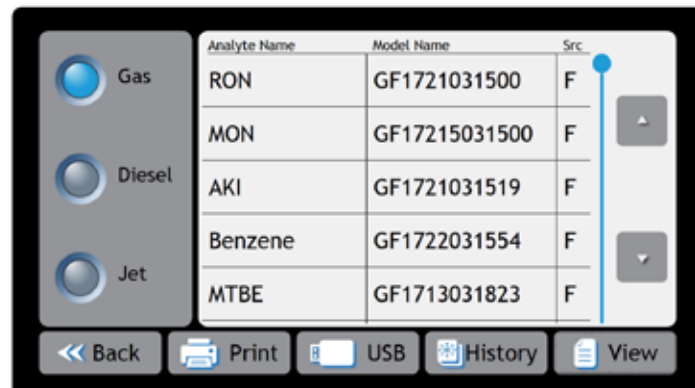 Gas
Diesel
Jet
Analyte Name Model Name Src
RON GF1721031500 F
MON GF17215031500 F
AKI GF1721031519 F
Benzene GF1722031554 F
MTBE GF1713031823 F
Back Print USB History View